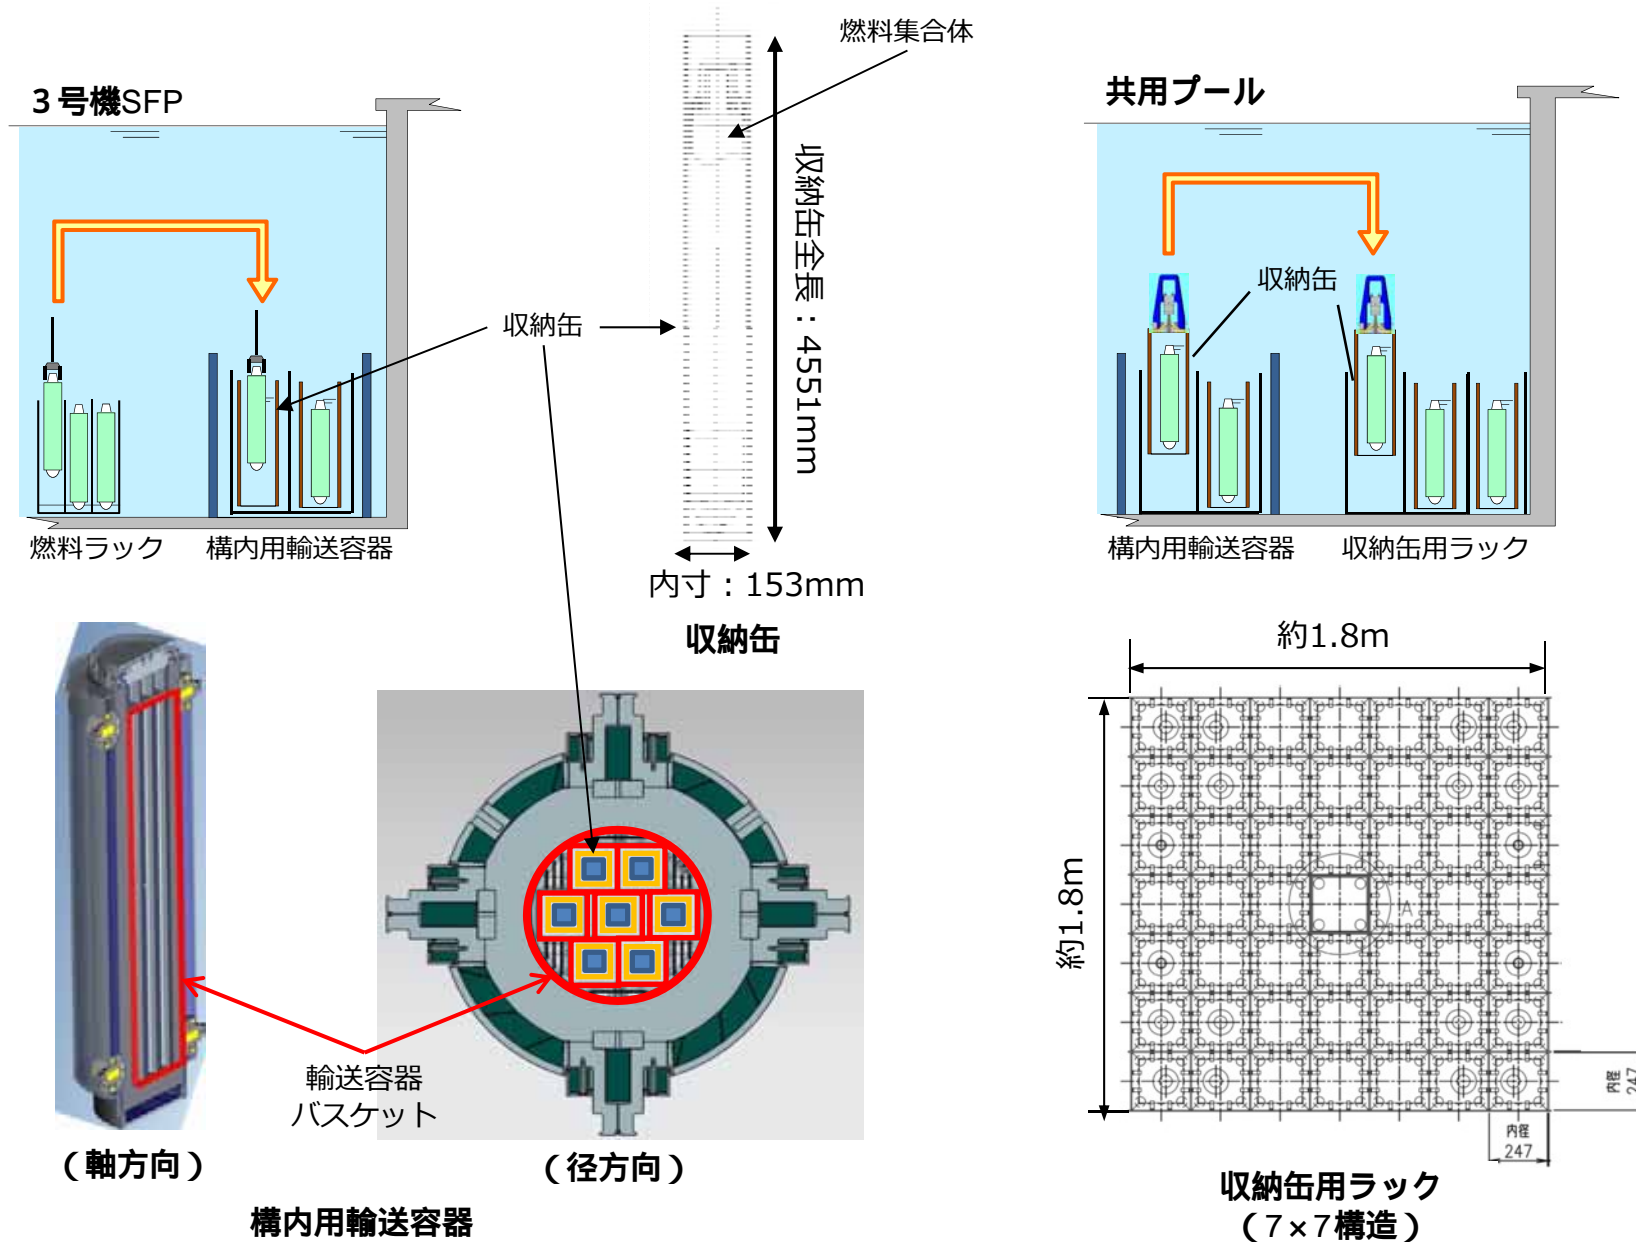 ３号機SFP
燃料集合体
共用プール
収納缶全長：4551mm
収納缶
収納缶
燃料ラック
構内用輸送容器
内寸：153mm
収納缶
構内用輸送容器
収納缶用ラック
約1.8m
約1.8m
A
内径
247
内径
247
輸送容器
バスケット
（軸方向）
（径方向）
構内用輸送容器
収納缶用ラック
（7×7構造）